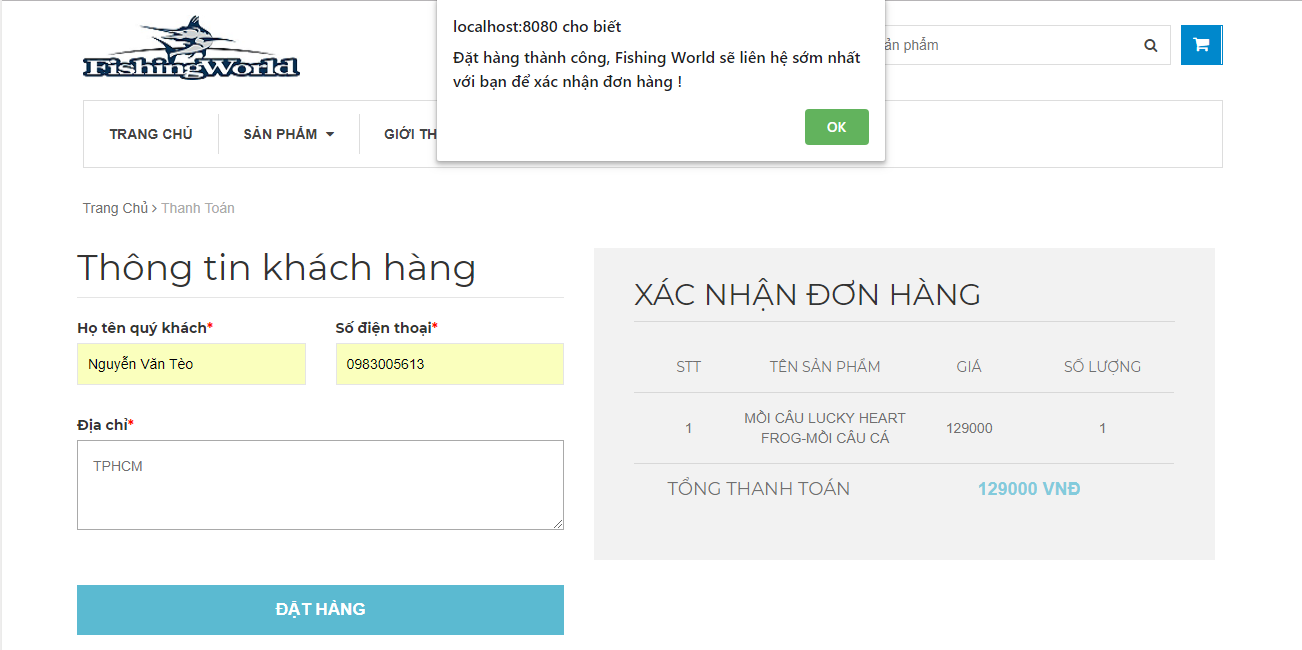 FishingWorld
localhost:8080 cho biết
Đặt hàng thành công, Fishing World sẽ liên hệ sớm nhất
với bạn để xác nhận đơn hàng !
OK
phẩm
TRANG CHỦ
SẢN PHẨM
GIỚI
Trang Chủ > Thanh Toán
Thông tin khách hàng
Họ tên quý khách*
Số điện thoại*
Nguyễn Văn Tèo
0983005613
Địa chỉ*
TPHCM
ĐẶT HÀNG
XÁC NHẬN ĐƠN HÀNG
STT TÊN SẢN PHẨM GIÁ SỐ LƯỢNG
1 MỒI CÂU LUCKY HEART FROG-MỒI CÂU CÁ 129000 1
TỔNG THANH TOÁN 129000 VNĐ